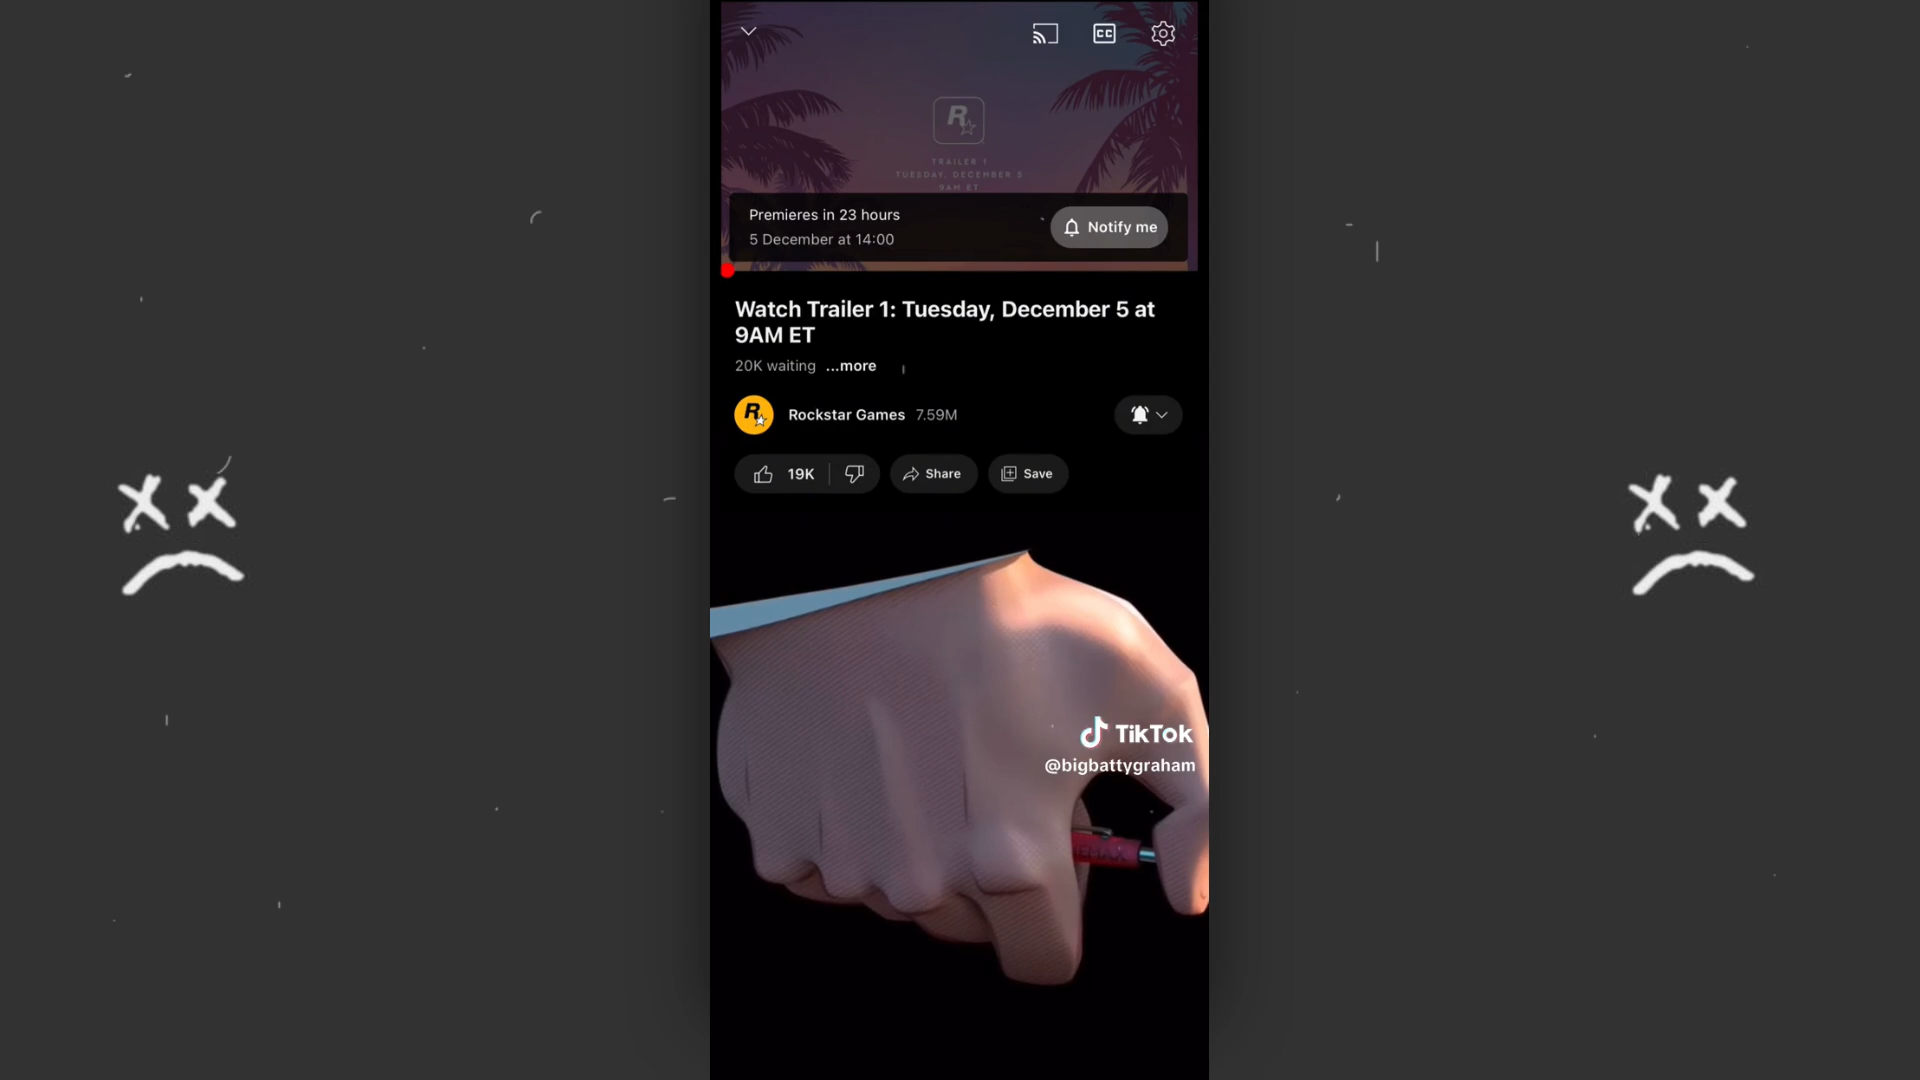 CC
R
TRAILER 1
TUESDAY, DECEMBER 5
9AM ET
Premieres in 23 hours
5 December at 14:00
Notify me
Watch Trailer 1: Tuesday, December 5 at
9AM ET
20K waiting ...more
R Rockstar Games 7.59M
19K Share Save
TikTok
@bigbattygraham
EMAX